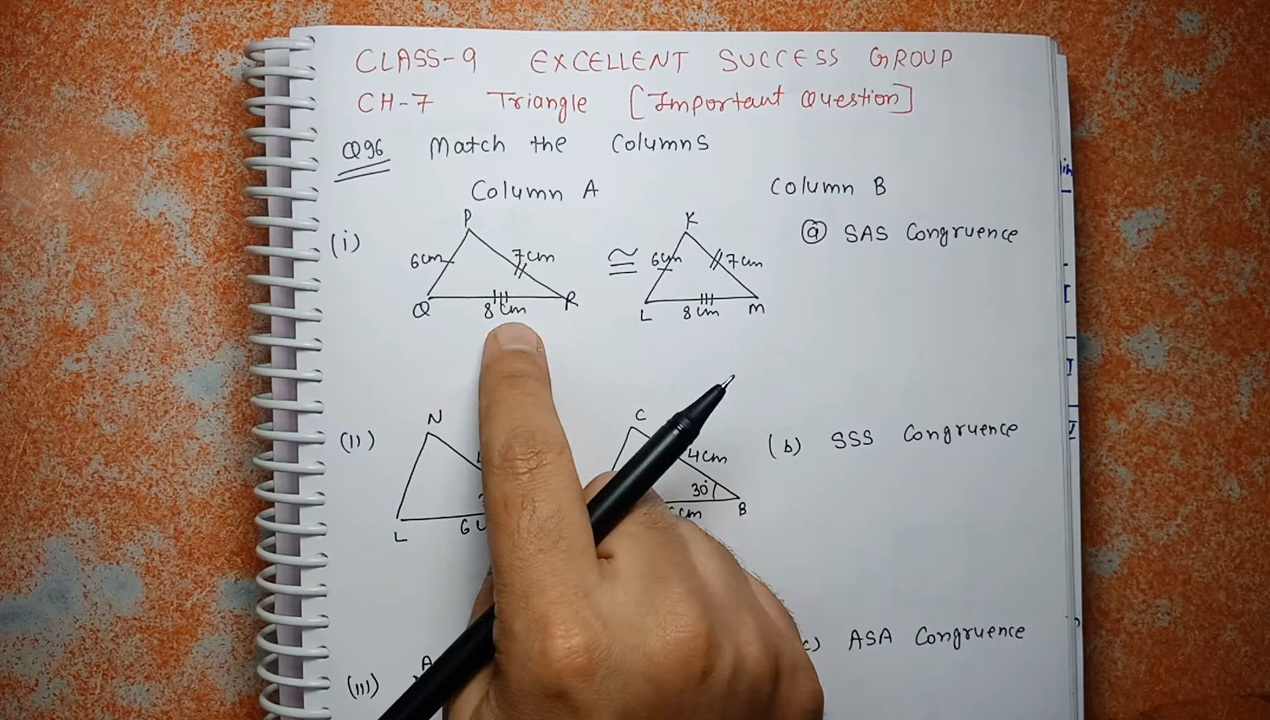 CLASS-9 EXCELLENT SUCCESS GROUP
CH-7 Triangle [Important Question]
Q96 Match the Columns
Column A Column B
(i) P 6cm 7cm Q 8cm R ≅ K 6cm 7cm L 8cm M ⓐ SAS Congruence
(II) N L C 4cm 30° B (b) SSS Congruence
(III) A c) ASA Congruence